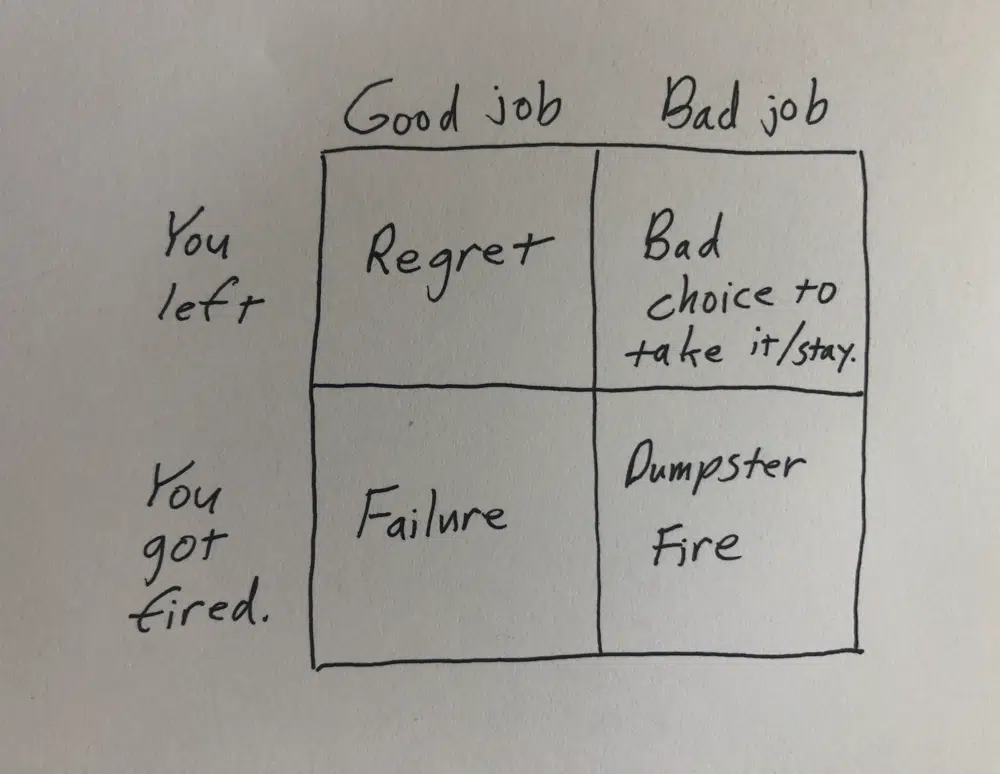 Good job Bad job
You
left
Regret
Bad
choice to
take it/stay.
You
got
fired.
Failure
Dumpster
Fire